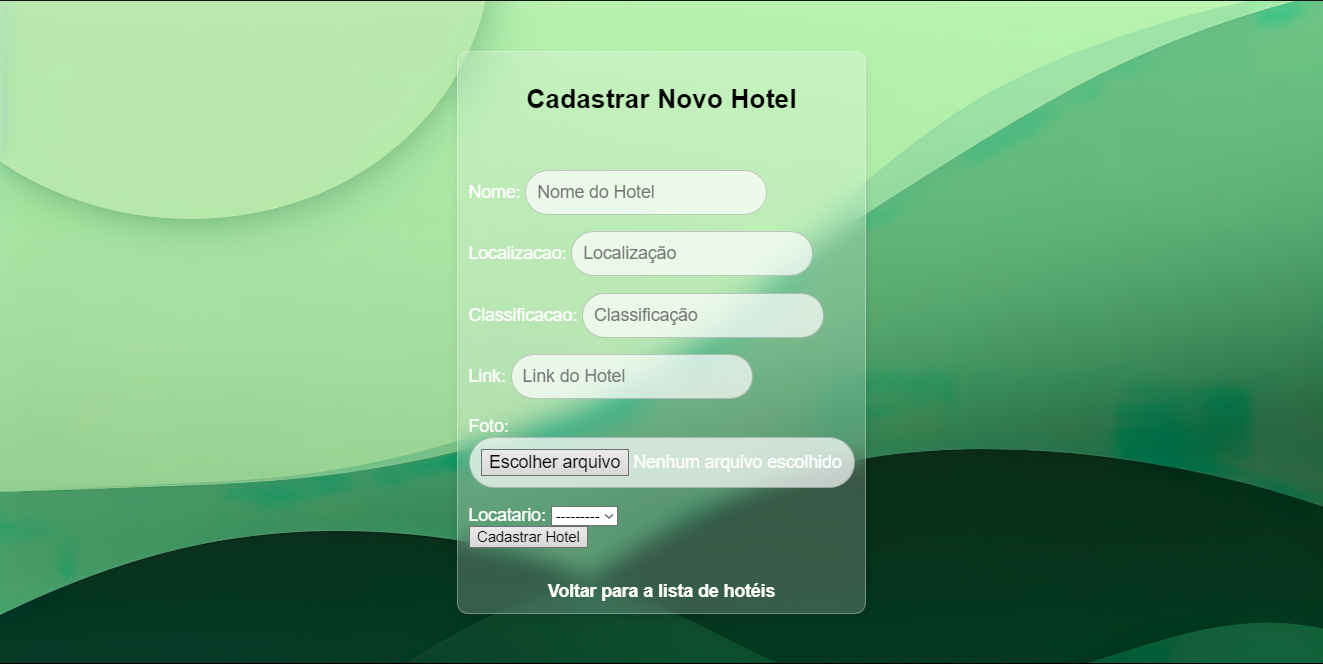 Cadastrar Novo Hotel
Nome: Nome do Hotel
Localizacao: Localização
Classificacao: Classificação
Link: Link do Hotel
Foto:
Escolher arquivo Nenhum arquivo escolhido
Locatario: ---------
Cadastrar Hotel
Voltar para a lista de hotéis